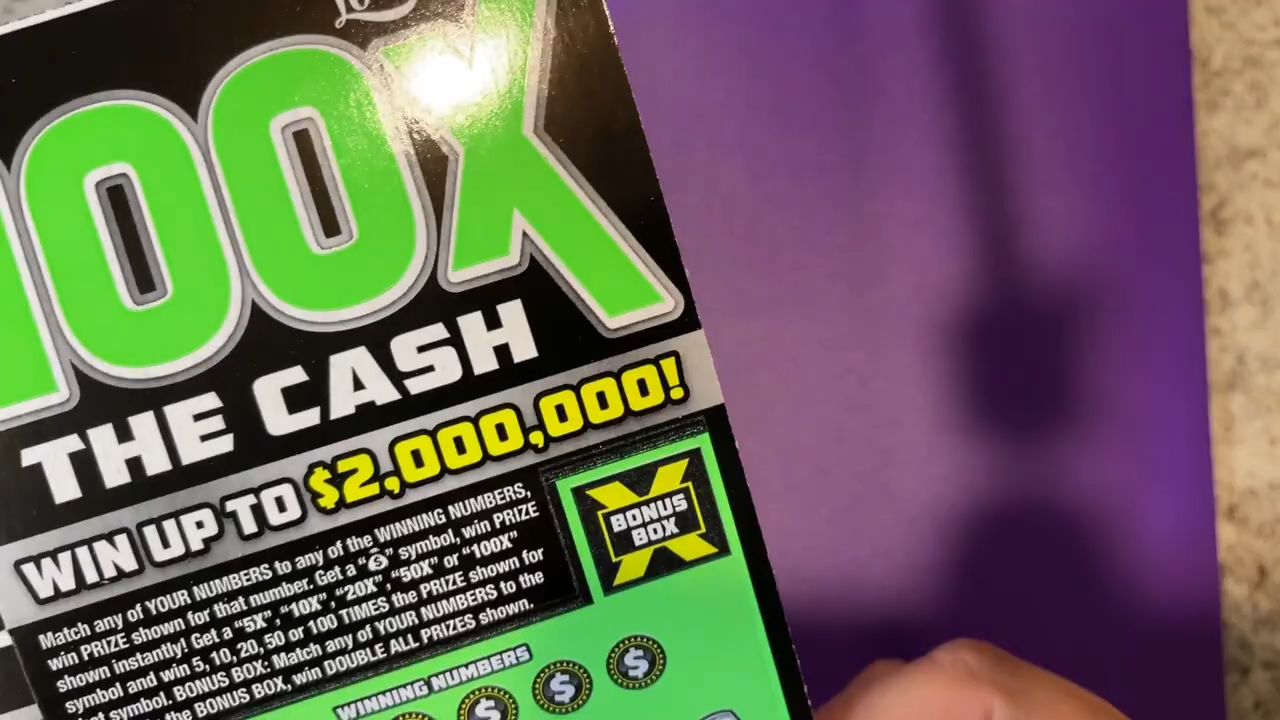 Lo
100X
THE CASH
WIN UP TO $2,000,000!
Match any of YOUR NUMBERS to any of the WINNING NUMBERS,
win PRIZE shown for that number. Get a "$" symbol, win PRIZE
shown instantly! Get a "5X", "10X", "20X", "50X" or "100X"
symbol and win 5, 10, 20, 50 or 100 TIMES the PRIZE shown for
that symbol. BONUS BOX: Match any of YOUR NUMBERS to the
the BONUS BOX, win DOUBLE ALL PRIZES shown.
BONUS
BOX
WINNING NUMBERS
$ $ $